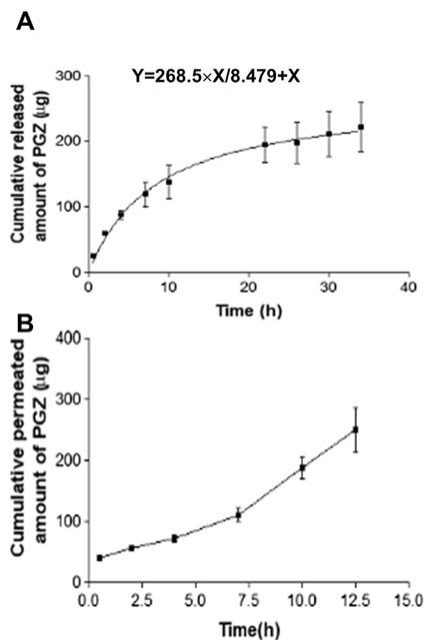 A
Y=268.5×X/8.479+X
Cumulative released
amount of PGZ (μg)
300
200
100
0
0 10 20 30 40
Time (h)
B
Cumulative permeated
amount of PGZ (μg)
400
300
200
100
0
0.0 2.5 5.0 7.5 10.0 12.5 15.0
Time(h)